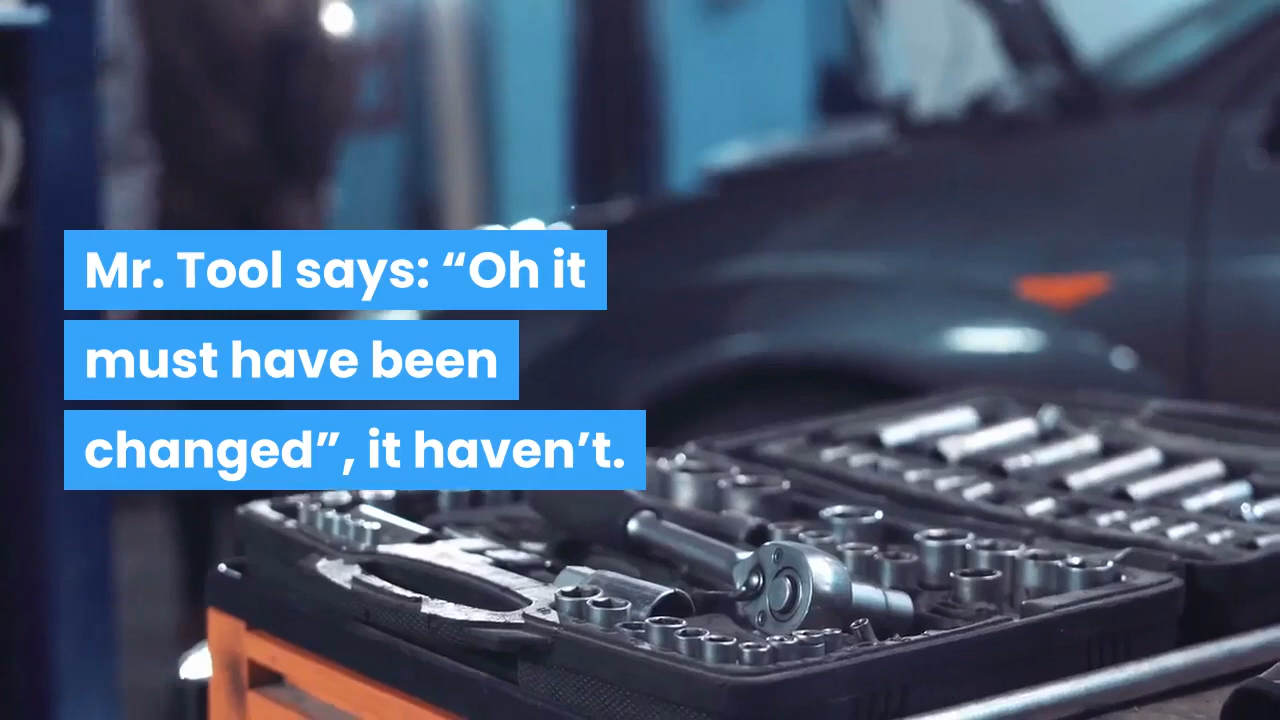 Mr. Tool says: “Oh it
must have been
changed”, it haven’t.